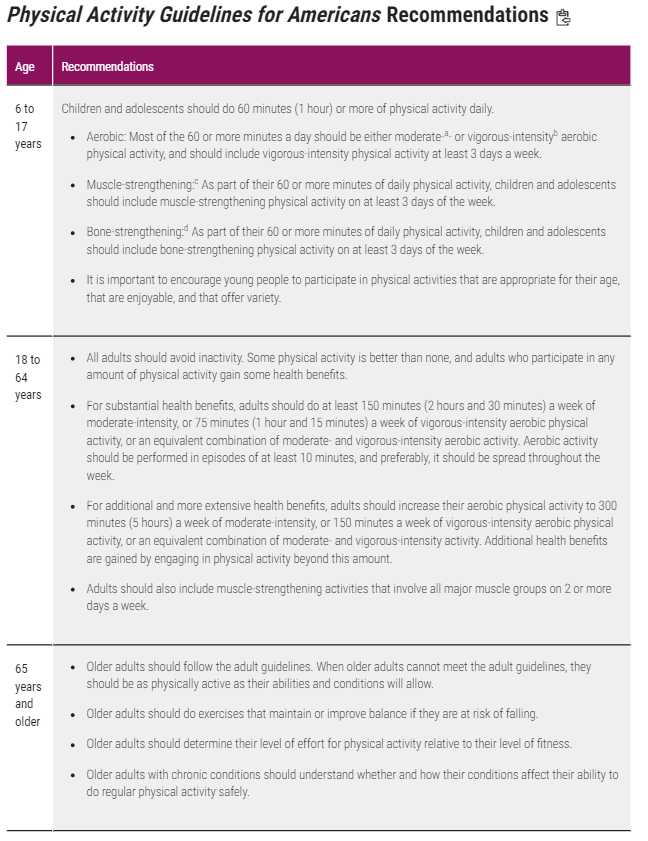 Physical Activity Guidelines for Americans Recommendations
Age Recommendations
6 to
17
years
Children and adolescents should do 60 minutes (1 hour) or more of physical activity daily.
• Aerobic: Most of the 60 or more minutes a day should be either moderate-a- or vigorous-intensityb aerobic
physical activity, and should include vigorous-intensity physical activity at least 3 days a week.
• Muscle-strengthening:c As part of their 60 or more minutes of daily physical activity, children and adolescents
should include muscle-strengthening physical activity on at least 3 days of the week.
• Bone-strengthening:d As part of their 60 or more minutes of daily physical activity, children and adolescents
should include bone-strengthening physical activity on at least 3 days of the week.
• It is important to encourage young people to participate in physical activities that are appropriate for their age,
that are enjoyable, and that offer variety.
18 to
64
years
• All adults should avoid inactivity. Some physical activity is better than none, and adults who participate in any
amount of physical activity gain some health benefits.
• For substantial health benefits, adults should do at least 150 minutes (2 hours and 30 minutes) a week of
moderate-intensity, or 75 minutes (1 hour and 15 minutes) a week of vigorous-intensity aerobic physical
activity, or an equivalent combination of moderate- and vigorous-intensity aerobic activity. Aerobic activity
should be performed in episodes of at least 10 minutes, and preferably, it should be spread throughout the
week.
• For additional and more extensive health benefits, adults should increase their aerobic physical activity to 300
minutes (5 hours) a week of moderate-intensity, or 150 minutes a week of vigorous-intensity aerobic physical
activity, or an equivalent combination of moderate- and vigorous-intensity activity. Additional health benefits
are gained by engaging in physical activity beyond this amount.
• Adults should also include muscle-strengthening activities that involve all major muscle groups on 2 or more
days a week.
65
years
and
older
• Older adults should follow the adult guidelines. When older adults cannot meet the adult guidelines, they
should be as physically active as their abilities and conditions will allow.
• Older adults should do exercises that maintain or improve balance if they are at risk of falling.
• Older adults should determine their level of effort for physical activity relative to their level of fitness.
• Older adults with chronic conditions should understand whether and how their conditions affect their ability to
do regular physical activity safely.